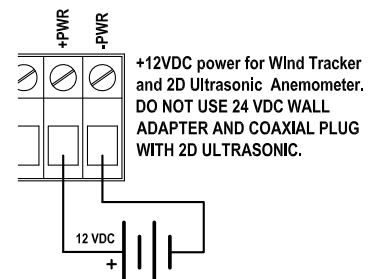 +PWR
-PWR
+12VDC power for WInd Tracker
and 2D Ultrasonic Anemometer.
DO NOT USE 24 VDC WALL
ADAPTER AND COAXIAL PLUG
WITH 2D ULTRASONIC.
12 VDC
+